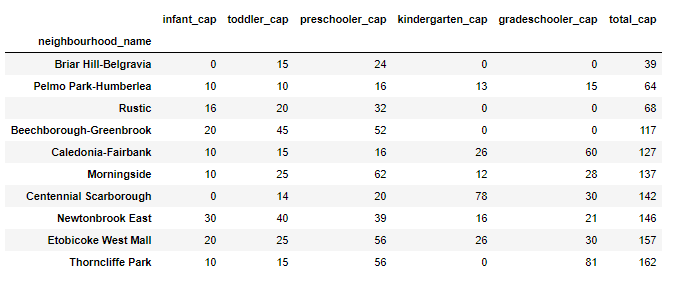 infant_cap toddler_cap preschooler_cap kindergarten_cap gradeschooler_cap total_cap
neighbourhood_name
Briar Hill-Belgravia 0 15 24 0 0 39
Pelmo Park-Humberlea 10 10 16 13 15 64
Rustic 16 20 32 0 0 68
Beechborough-Greenbrook 20 45 52 0 0 117
Caledonia-Fairbank 10 15 16 26 60 127
Morningside 10 25 62 12 28 137
Centennial Scarborough 0 14 20 78 30 142
Newtonbrook East 30 40 39 16 21 146
Etobicoke West Mall 20 25 56 26 30 157
Thorncliffe Park 10 15 56 0 81 162